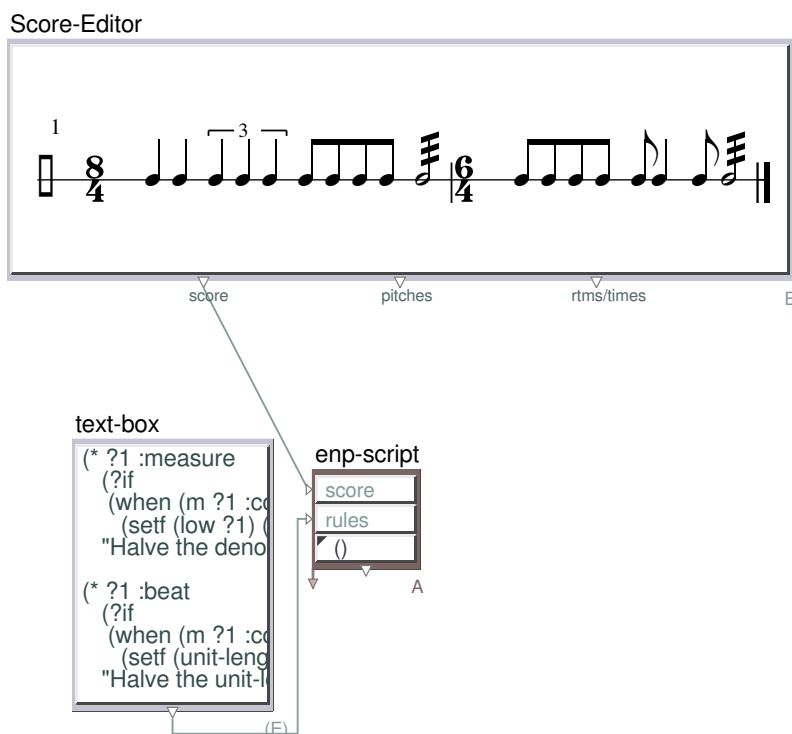 Score-Editor
1
3
8
4
6
4
score pitches rtms/times E
text-box
(* ?1 :measure
(?if
(when (m ?1 :co
(setf (low ?1) (
"Halve the deno
(* ?1 :beat
(?if
(when (m ?1 :co
(setf (unit-leng
"Halve the unit-l
(E)
enp-script
score
rules
()
A